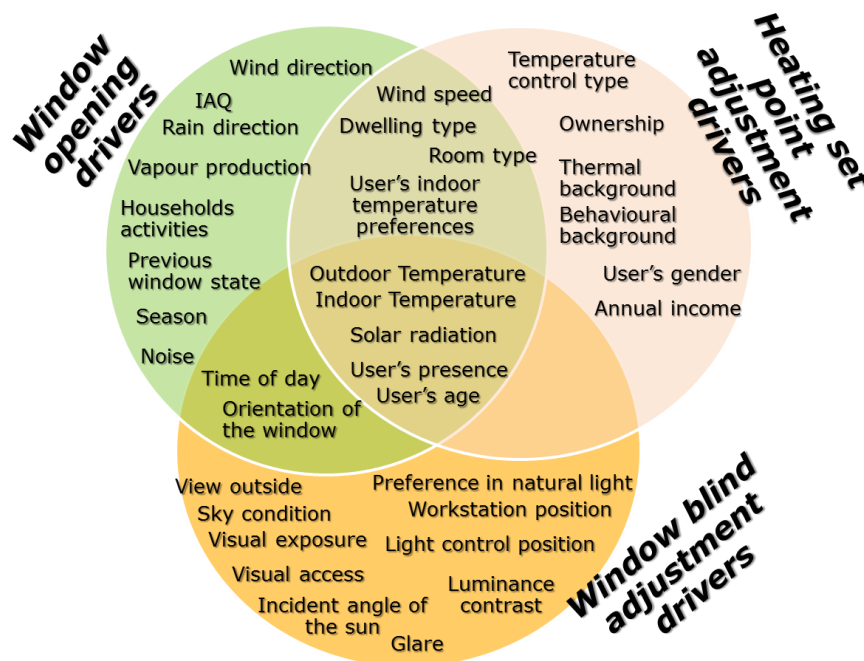 Window
opening
drivers
Heating set
point
adjustment
drivers
Wind direction
IAQ
Rain direction
Vapour production
Households
activities
Previous
window state
Season
Noise
Wind speed
Dwelling type
Room type
User's indoor
temperature
preferences
Temperature
control type
Ownership
Thermal
background
Behavioural
background
User's gender
Annual income
Outdoor Temperature
Indoor Temperature
Solar radiation
User's presence
User's age
Time of day
Orientation of
the window
View outside
Sky condition
Visual exposure
Visual access
Incident angle of
the sun
Glare
Preference in natural light
Workstation position
Light control position
Luminance
contrast
Window blind
adjustment
drivers